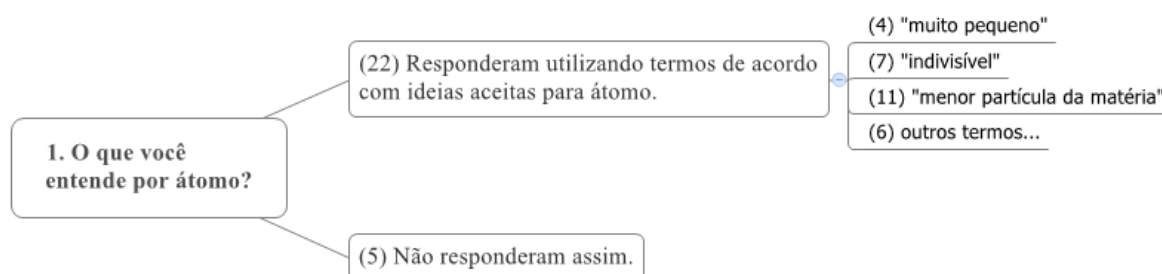 1. O que você
entende por átomo?
(22) Responderam utilizando termos de acordo
com ideias aceitas para átomo.
(4) "muito pequeno"
(7) "indivisível"
(11) "menor partícula da matéria"
(6) outros termos...
(5) Não responderam assim.